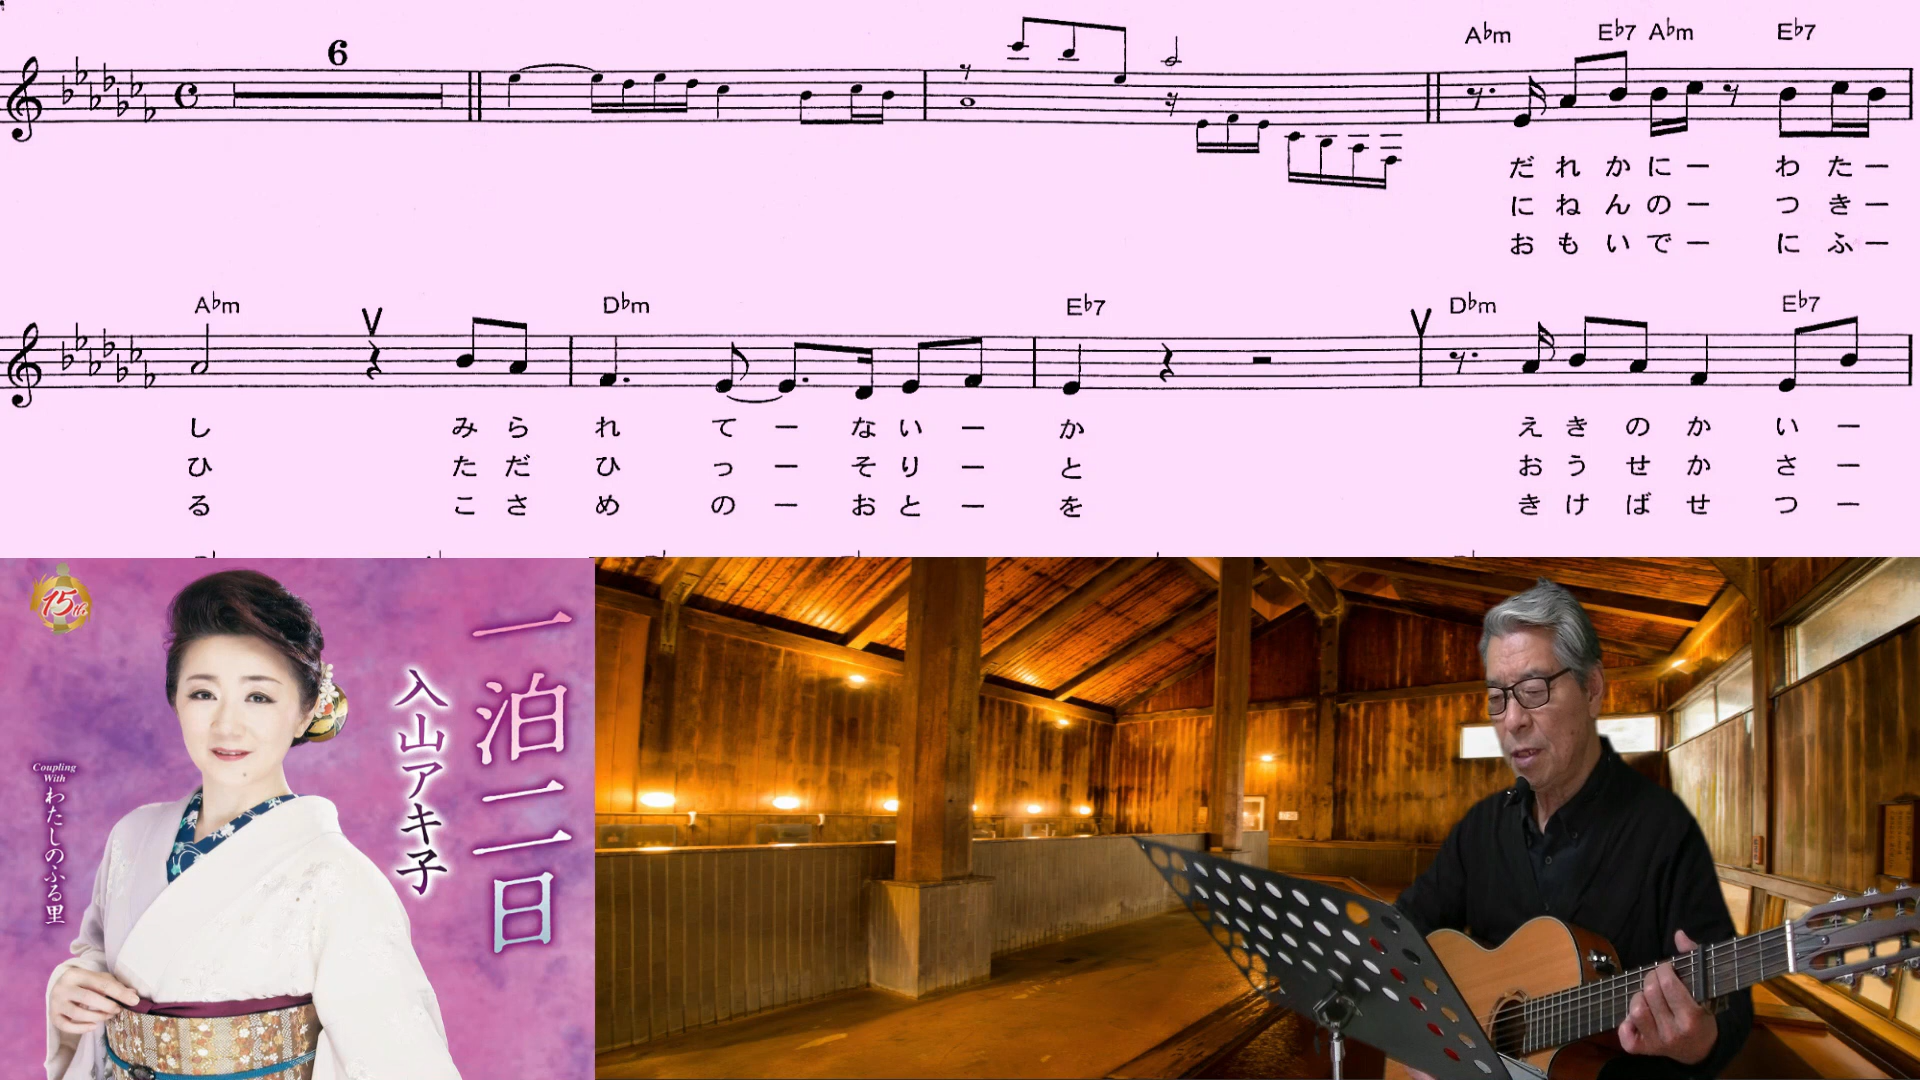 6
A♭m E♭7 A♭m E♭7
だ れ か に ー わ た ー
に ね ん の ー つ き ー
お も い で ー に ふ ー
A♭m D♭m E♭7 D♭m E♭7
し み ら れ て ー な い ー か え き の か い ー
ひ た だ ひ っ ー そ り ー と お う せ か さ ー
る こ さ め の ー お と ー を き け ば せ つ ー
15th
一泊二日
入山アキ子
Coupling
With
わたしのふる里